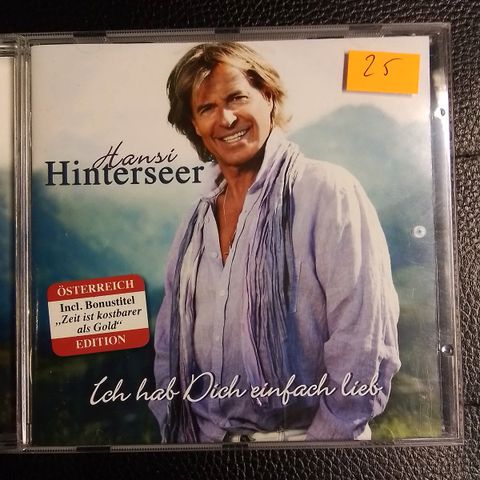 25
Hansi
Hinterseer
ÖSTERREICH
Incl. Bonustitel
„Zeit ist kostbarer
als Gold“
EDITION
Ich hab Dich einfach lieb